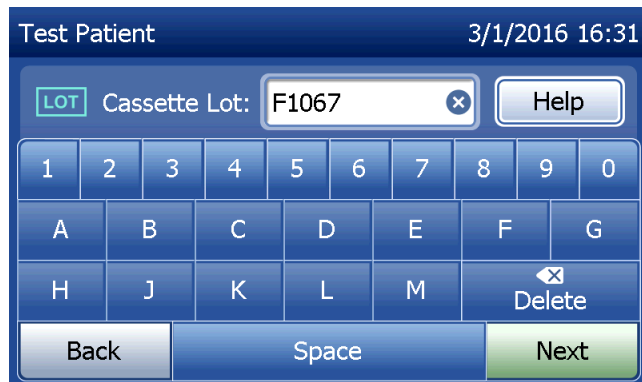 Test Patient 3/1/2016 16:31
LOT Cassette Lot: F1067 Help
1 2 3 4 5 6 7 8 9 0
A B C D E F G
H J K L M Delete
Back Space Next